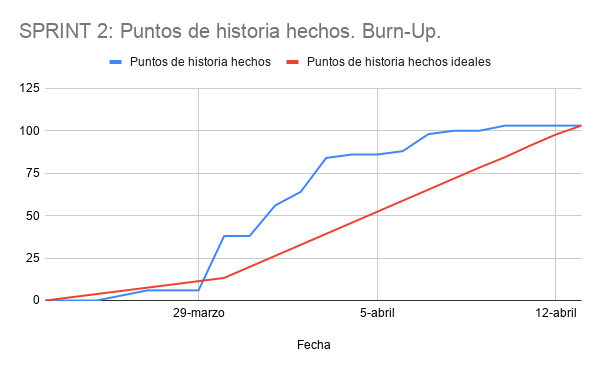 SPRINT 2: Puntos de historia hechos. Burn-Up.
Puntos de historia hechos
Puntos de historia hechos ideales
125
100
75
50
25
0
29-marzo
5-abril
12-abril
Fecha